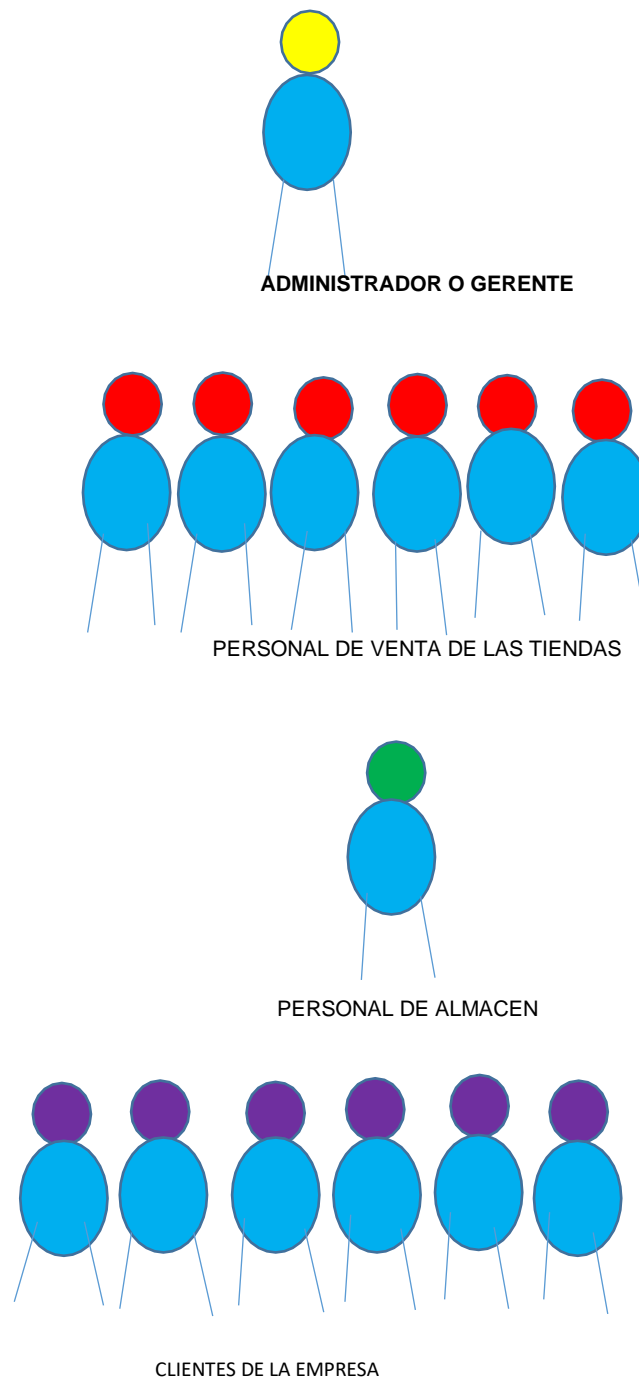 ADMINISTRADOR O GERENTE
PERSONAL DE VENTA DE LAS TIENDAS
PERSONAL DE ALMACEN
CLIENTES DE LA EMPRESA